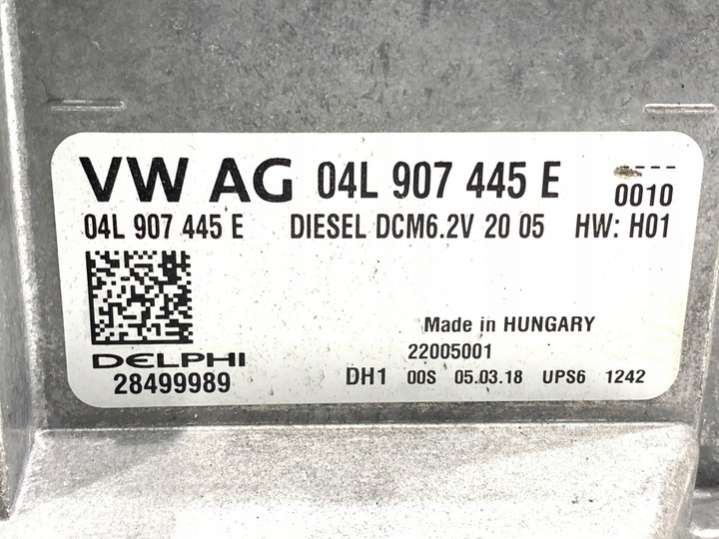 VW AG 04L 907 445 E ----
0010
04L 907 445 E DIESEL DCM6.2V 20 05 HW: H01
Made in HUNGARY
DELPHI 22005001
28499989 DH1 00S 05.03.18 UPS6 1242